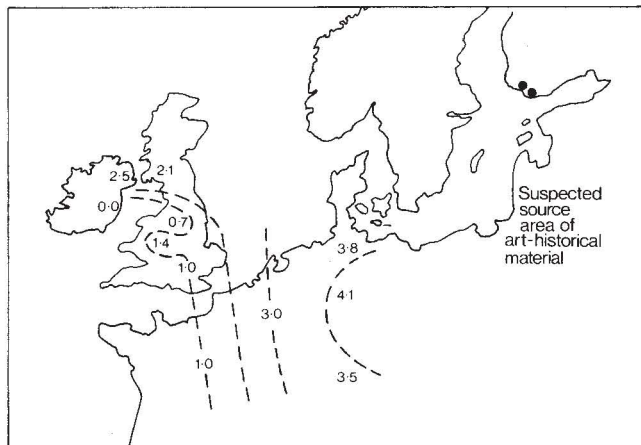 2·5
2·1
0·0
0·7
1·4
1·0
3·8
4·1
3·0
1·0
3·5
Suspected
source
area of
art-historical
material